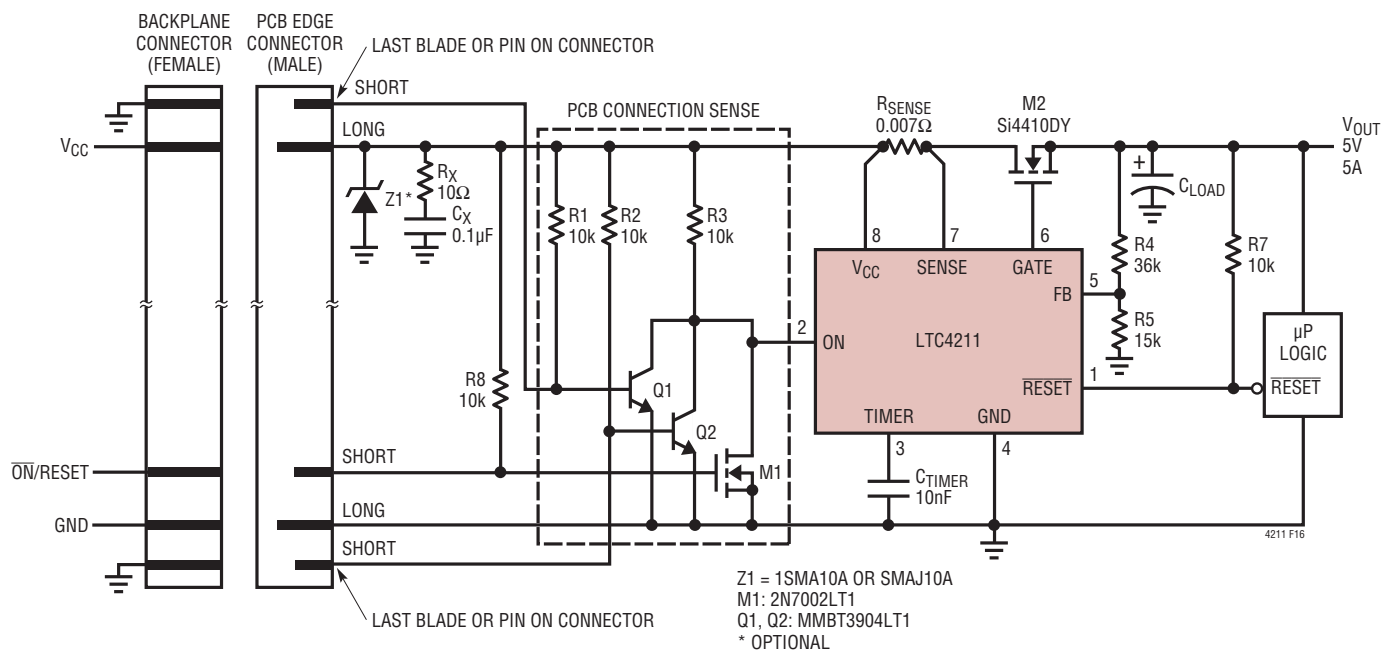 BACKPLANE
CONNECTOR
(FEMALE)
PCB EDGE
CONNECTOR
(MALE)
LAST BLADE OR PIN ON CONNECTOR
SHORT
LONG
VCC
PCB CONNECTION SENSE
RSENSE
0.007Ω
M2
Si4410DY
VOUT
5V
5A
Z1*
RX
10Ω
CX
0.1µF
R1
10k
R2
10k
R3
10k
+
CLOAD
R4
36k
R7
10k
8
7
6
VCC
SENSE
GATE
5
FB
R5
15k
2
ON
LTC4211
µP
LOGIC
RESET
1
RESET
R8
10k
Q1
Q2
M1
TIMER
GND
3
4
CTIMER
10nF
ON/RESET
SHORT
GND
LONG
SHORT
4211 F16
LAST BLADE OR PIN ON CONNECTOR
Z1 = 1SMA10A OR SMAJ10A
M1: 2N7002LT1
Q1, Q2: MMBT3904LT1
* OPTIONAL